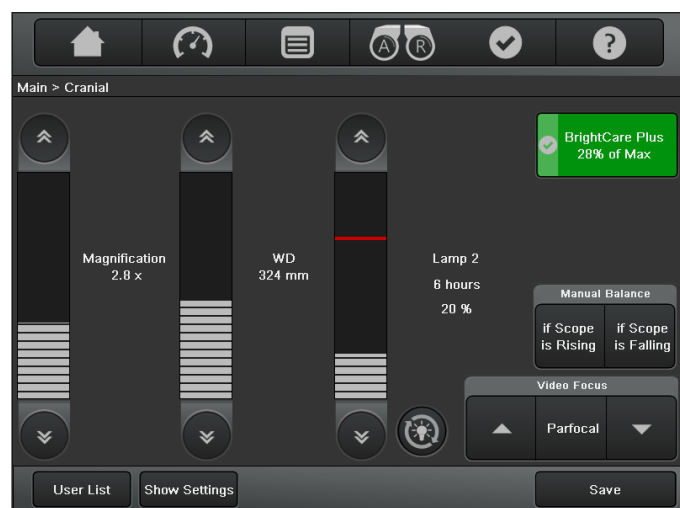 A R ?
Main > Cranial
BrightCare Plus
28% of Max
Magnification
2.8 x
WD
324 mm
Lamp 2
6 hours
20 %
Manual Balance
if Scope
is Rising
if Scope
is Falling
Video Focus
Parfocal
User List
Show Settings
Save